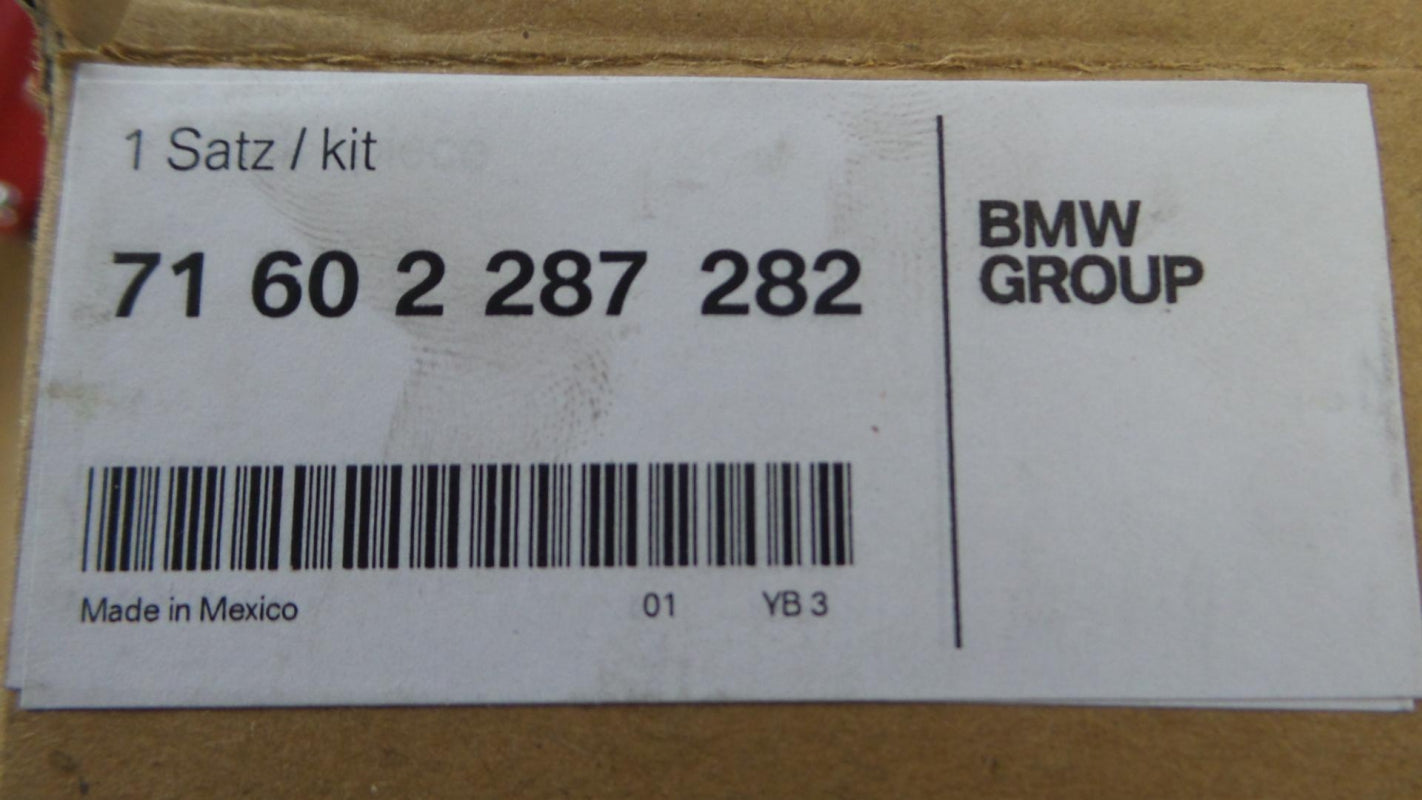 1 Satz / kit
71 60 2 287 282
BMW
GROUP
Made in Mexico 01 YB 3